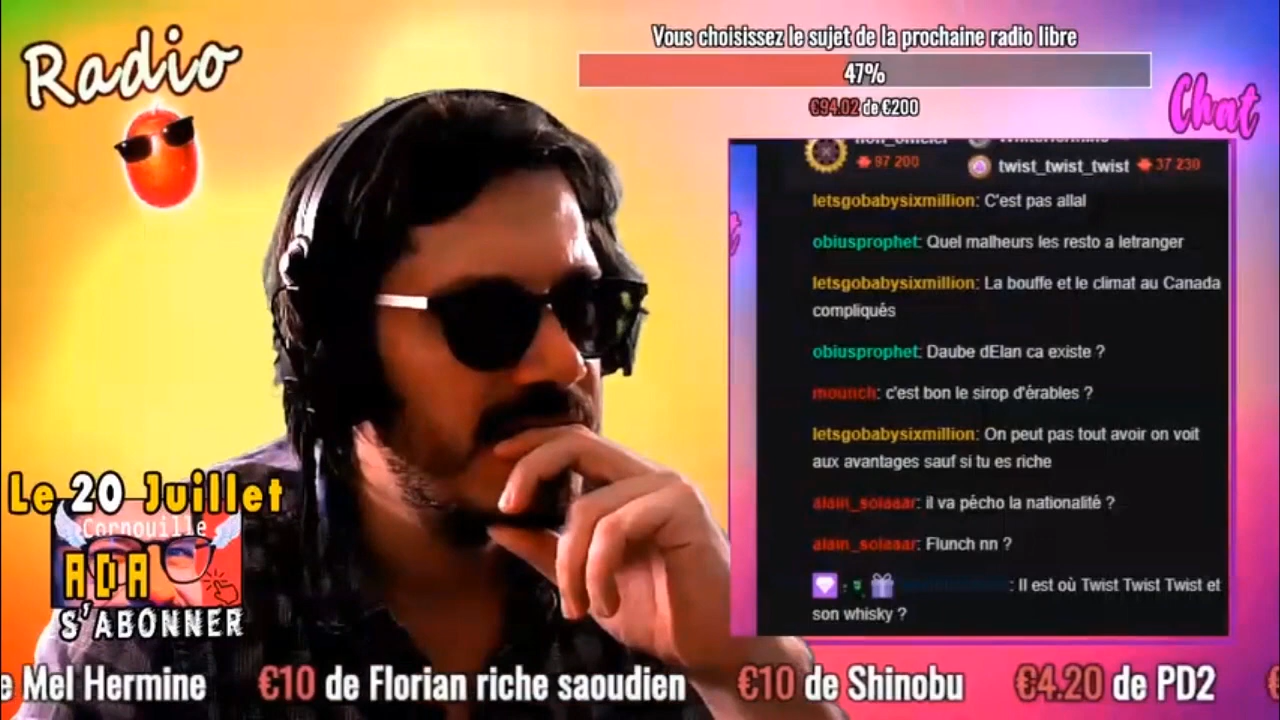 Radio
Vous choisissez le sujet de la prochaine radio libre
47%
€94.02 de €200
Chat
97 200
twist_twist_twist 37 230
letsgobabysixmillion: C'est pas allal
obiusprophet: Quel malheurs les resto a letranger
letsgobabysixmillion: La bouffe et le climat au Canada
compliqués
obiusprophet: Daube dElan ca existe ?
mounch: c'est bon le sirop d'érables ?
letsgobabysixmillion: On peut pas tout avoir on voit
aux avantages sauf si tu es riche
alain_solaaar: il va pécho la nationalité ?
alain_solaaar: Flunch nn ?
: Il est où Twist Twist Twist et
son whisky ?
Le 20 Juillet
Cornouille
ADA
S'ABONNER
e Mel Hermine €10 de Florian riche saoudien €10 de Shinobu €4.20 de PD2 €